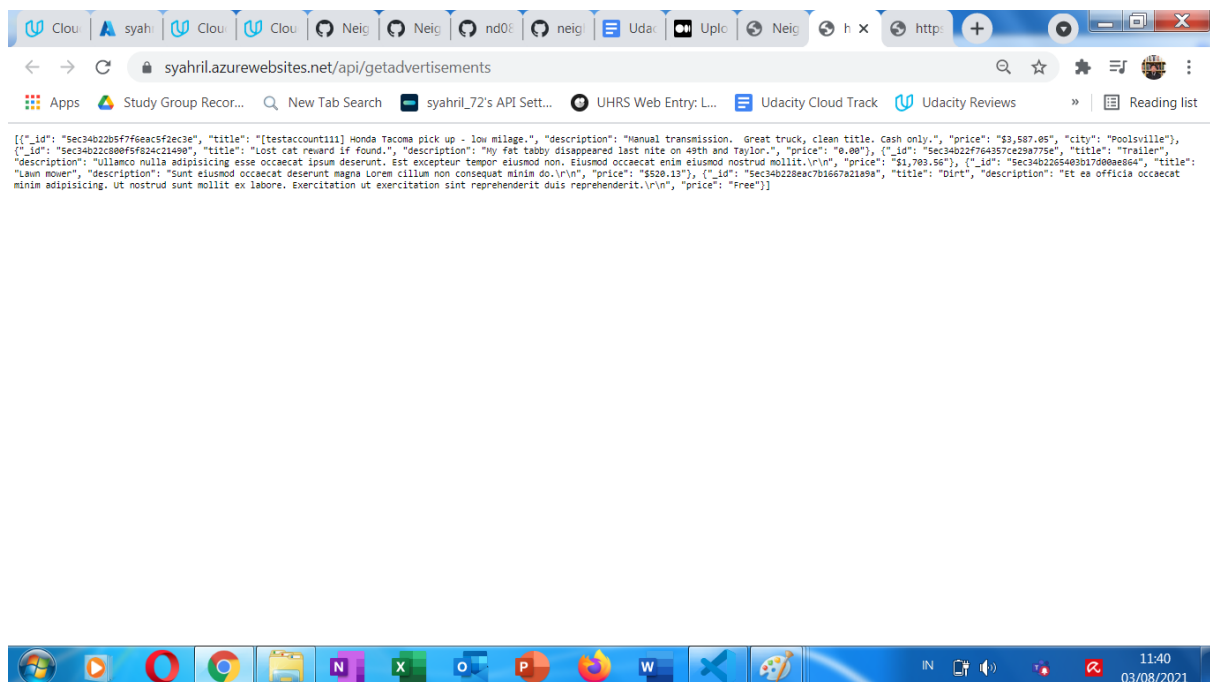 Clou
syahı
Clou
Clou
Neig
Neig
nd08
neig
Udac
Uplo
Neig
h
https
syahril.azurewebsites.net/api/getadvertisements
Apps
Study Group Recor...
New Tab Search
syahril_72's API Sett...
UHRS Web Entry: L...
Udacity Cloud Track
Udacity Reviews
»
Reading list
[{"_id": "5ec34b22b5f7f6eac5f2ec3e", "title": "[testaccount111] Honda Tacoma pick up - low milage.", "description": "Manual transmission.  Great truck, clean title. Cash only.", "price": "$3,587.05", "city": "Poolsville"},
{"_id": "5ec34b22c800f5f824c21490", "title": "Lost cat reward if found.", "description": "My fat tabby disappeared last nite on 49th and Taylor.", "price": "0.00"}, {"_id": "5ec34b22f764357ce29a775e", "title": "Trailer",
"description": "Ullamco nulla adipisicing esse occaecat ipsum deserunt. Est excepteur tempor eiusmod non. Eiusmod occaecat enim eiusmod nostrud mollit.\r\n", "price": "$1,703.56"}, {"_id": "5ec34b2265403b17d00ae864", "title":
"Lawn mower", "description": "Sunt eiusmod occaecat deserunt magna Lorem cillum non consequat minim do.\r\n", "price": "$520.13"}, {"_id": "5ec34b228eac7b1667a21a9a", "title": "Dirt", "description": "Et ea officia occaecat
minim adipisicing. Ut nostrud sunt mollit ex labore. Exercitation ut exercitation sint reprehenderit duis reprehenderit.\r\n", "price": "Free"}]
IN
11:40
03/08/2021